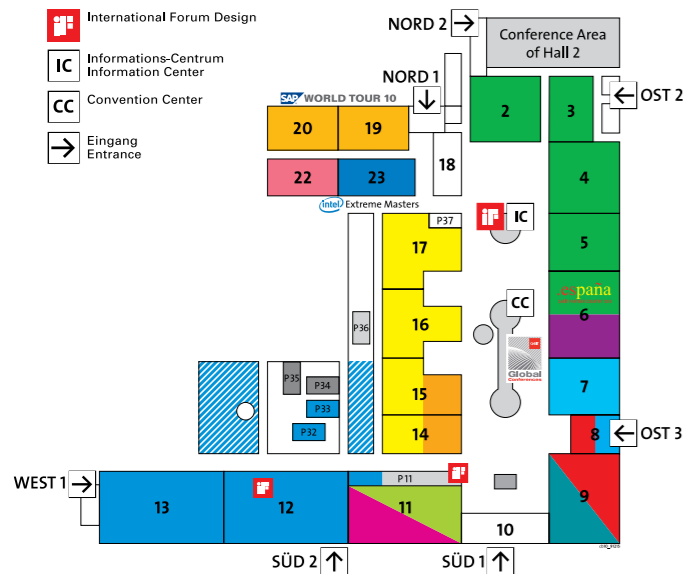 International Forum Design
IC
Informations-Centrum
Information Center
CC
Convention Center
Eingang
Entrance
NORD 2
Conference Area
of Hall 2
NORD 1
SAP WORLD TOUR 10
2
3
OST 2
20
19
18
22
23
4
intel Extreme Masters
P37
IC
17
5
.españa
CC
6
16
P36
Global
Conferences
P35
P34
15
7
P33
P32
14
8
OST 3
WEST 1
P11
13
12
11
9
10
SÜD 2
SÜD 1